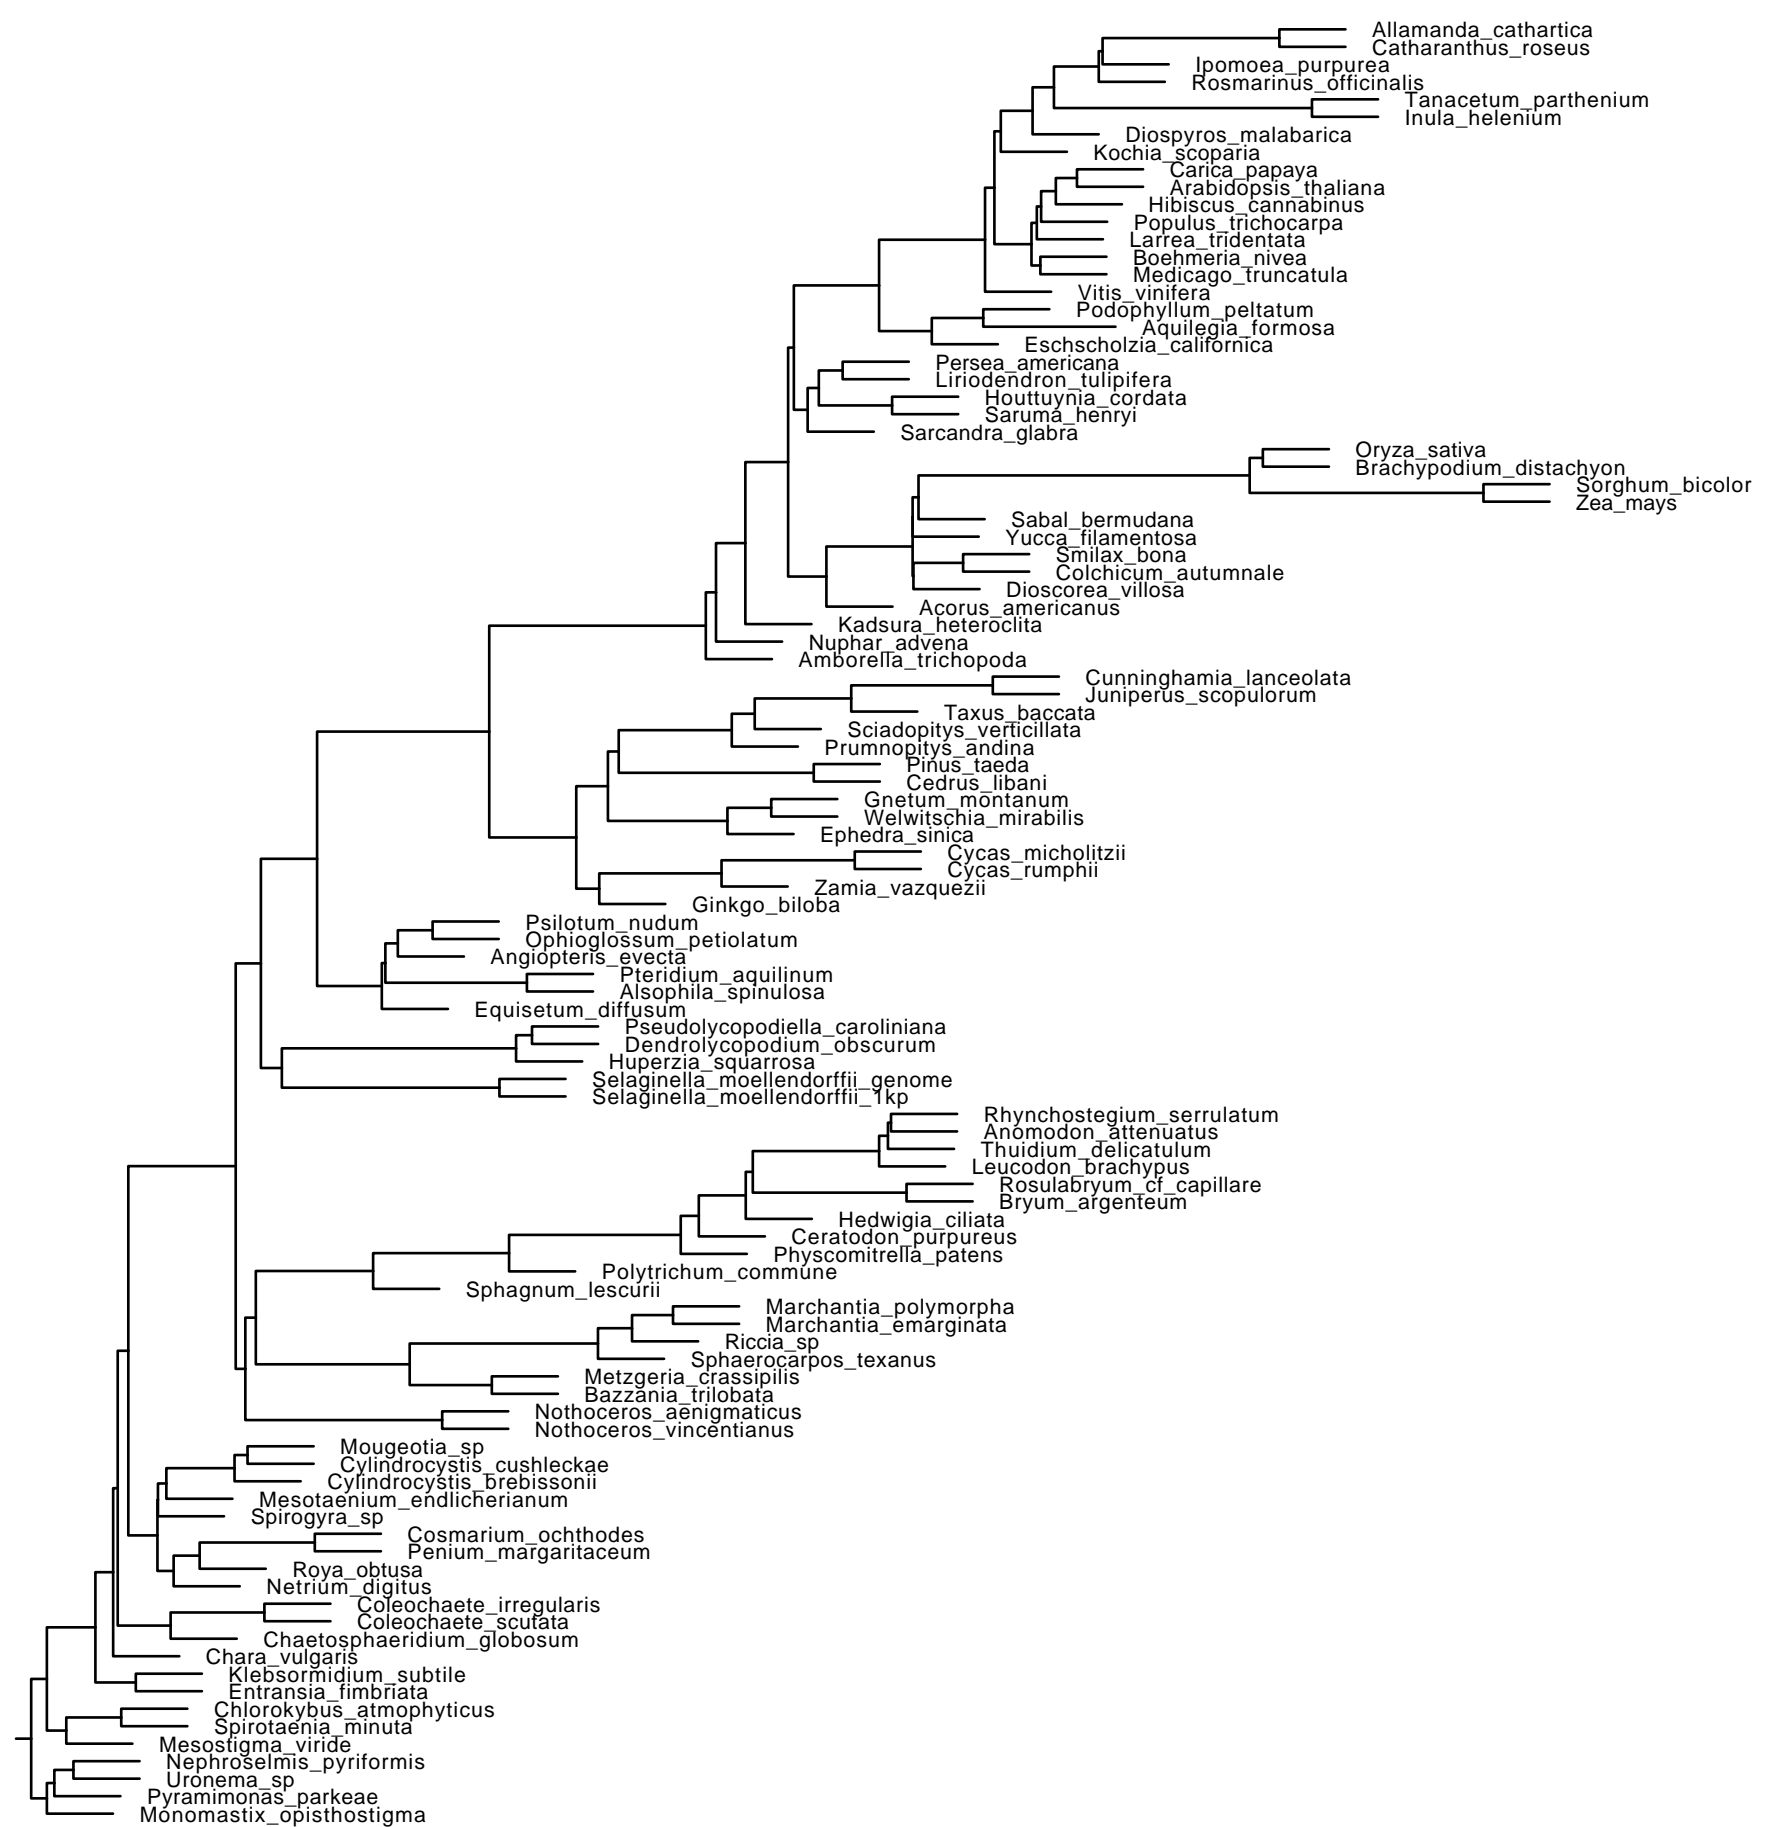 Allamanda_cathartica
Catharanthus_roseus
Ipomoea_purpurea
Rosmarinus_officinalis
Tanacetum_parthenium
Inula_helenium
Diospyros_malabarica
Kochia_scoparia
Carica_papaya
Arabidopsis_thaliana
Hibiscus_cannabinus
Populus_trichocarpa
Larrea_tridentata
Boehmeria_nivea
Medicago_truncatula
Vitis_vinifera
Podophyllum_peltatum
Aquilegia_formosa
Eschscholzia_californica
Persea_americana
Liriodendron_tulipifera
Houttuynia_cordata
Saruma_henryi
Sarcandra_glabra
Oryza_sativa
Brachypodium_distachyon
Sorghum_bicolor
Zea_mays
Sabal_bermudana
Yucca_filamentosa
Smilax_bona
Colchicum_autumnale
Dioscorea_villosa
Acorus_americanus
Kadsura_heteroclita
Nuphar_advena
Amborella_trichopoda
Cunninghamia_lanceolata
Juniperus_scopulorum
Taxus_baccata
Sciadopitys_verticillata
Prumnopitys_andina
Pinus_taeda
Cedrus_libani
Gnetum_montanum
Welwitschia_mirabilis
Ephedra_sinica
Cycas_micholitzii
Cycas_rumphii
Zamia_vazquezii
Ginkgo_biloba
Psilotum_nudum
Ophioglossum_petiolatum
Angiopteris_evecta
Pteridium_aquilinum
Alsophila_spinulosa
Equisetum_diffusum
Pseudolycopodiella_caroliniana
Dendrolycopodium_obscurum
Huperzia_squarrosa
Selaginella_moellendorffii_genome
Selaginella_moellendorffii_1kp
Rhynchostegium_serrulatum
Anomodon_attenuatus
Thuidium_delicatulum
Leucodon_brachypus
Rosulabryum_cf_capillare
Bryum_argenteum
Hedwigia_ciliata
Ceratodon_purpureus
Physcomitrella_patens
Polytrichum_commune
Sphagnum_lescurii
Marchantia_polymorpha
Marchantia_emarginata
Riccia_sp
Sphaerocarpos_texanus
Metzgeria_crassipilis
Bazzania_trilobata
Nothoceros_aenigmaticus
Nothoceros_vincentianus
Mougeotia_sp
Cylindrocystis_cushleckae
Cylindrocystis_brebissonii
Mesotaenium_endlicherianum
Spirogyra_sp
Cosmarium_ochthodes
Penium_margaritaceum
Roya_obtusa
Netrium_digitus
Coleochaete_irregularis
Coleochaete_scutata
Chaetosphaeridium_globosum
Chara_vulgaris
Klebsormidium_subtile
Entransia_fimbriata
Chlorokybus_atmophyticus
Spirotaenia_minuta
Mesostigma_viride
Nephroselmis_pyriformis
Uronema_sp
Pyramimonas_parkeae
Monomastix_opisthostigma